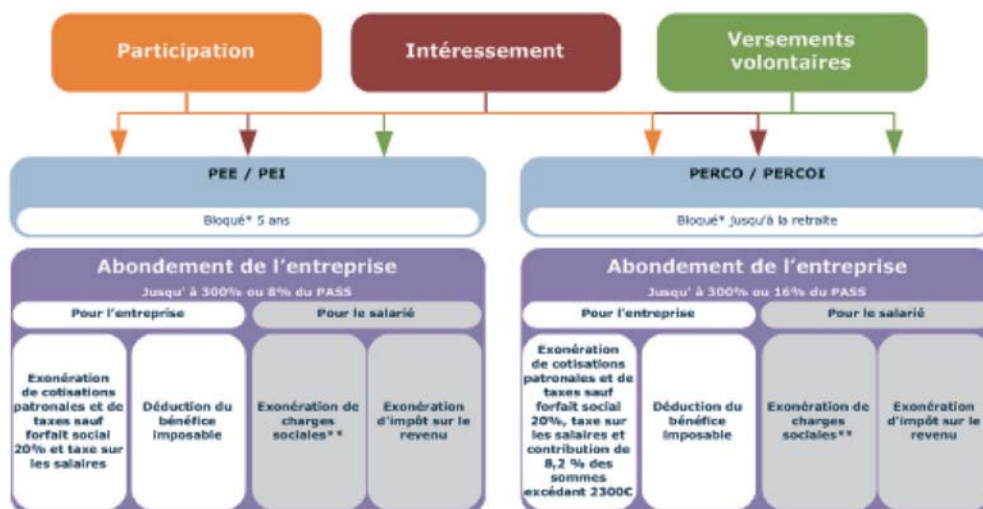 Participation
Intéressement
Versements
volontaires
PEE / PEI
Bloqué* 5 ans
PERCO / PERCOI
Bloqué* jusqu'à la retraite
Abondement de l'entreprise
Jusqu' à 300% ou 8% du PASS
Pour l'entreprise
Pour le salarié
Exonération
de cotisations
patronales et de
taxes sauf
forfait social
20% et taxe sur
les salaires
Déduction du
bénéfice
imposable
Exonération de
charges
sociales**
Exonération
d'impôt sur le
revenu
Abondement de l'entreprise
Jusqu' à 300% ou 16% du PASS
Pour l'entreprise
Pour le salarié
Exonération
de cotisations
patronales et de
taxes sauf
forfait social
20%, taxe sur
les salaires et
contribution de
8,2 % des
sommes
excédant 2300€
Déduction du
bénéfice
imposable
Exonération de
charges
sociales**
Exonération
d'impôt sur le
revenu